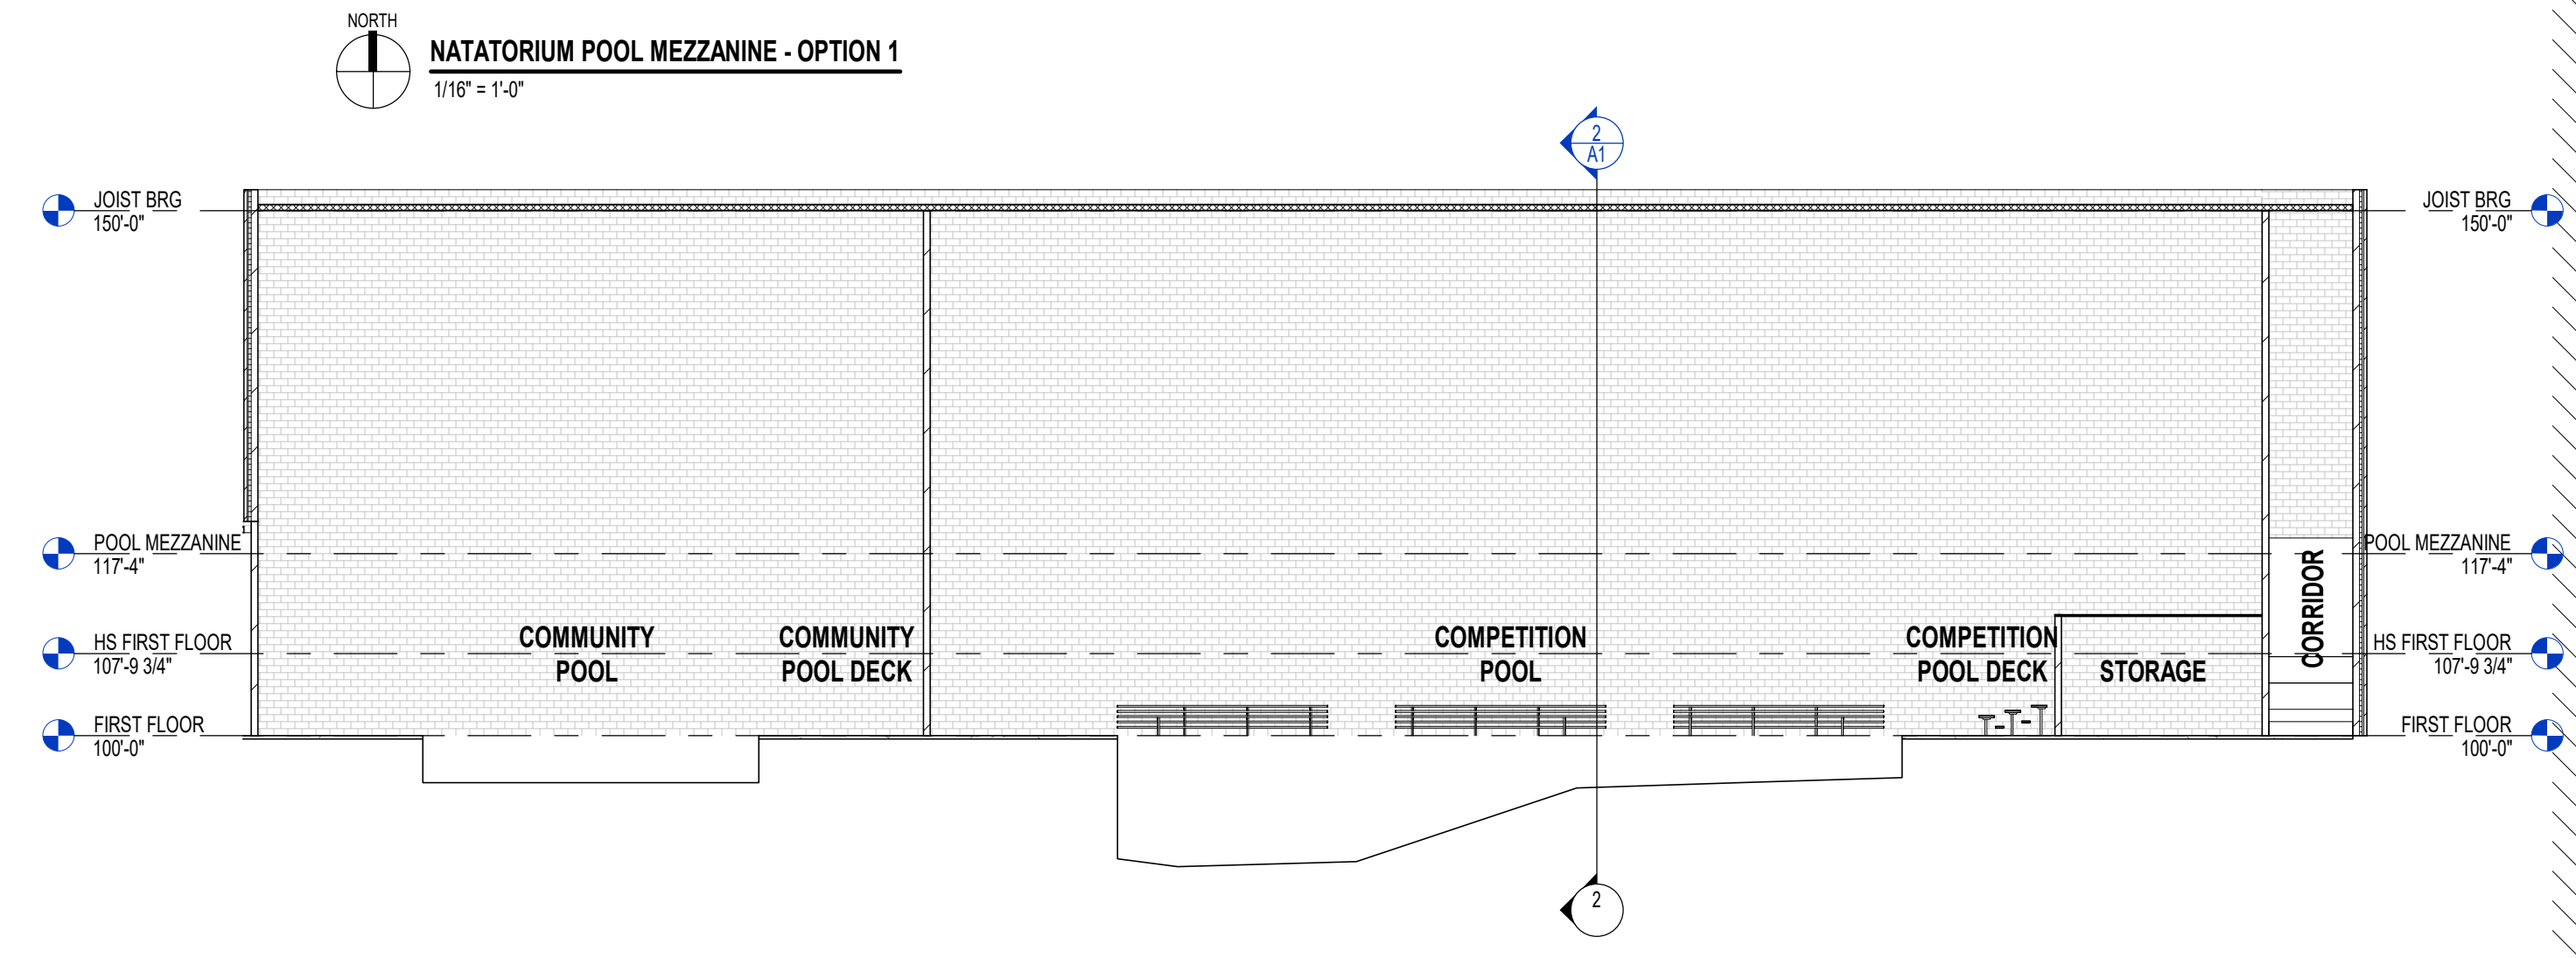 NORTH
NATATORIUM POOL MEZZANINE - OPTION 1
1/16" = 1'-0"
2
A1
JOIST BRG
150'-0"
JOIST BRG
150'-0"
POOL MEZZANINE
117'-4"
POOL MEZZANINE
117'-4"
HS FIRST FLOOR
107'-9 3/4"
COMMUNITY
POOL
COMMUNITY
POOL DECK
COMPETITION
POOL
COMPETITION
POOL DECK
STORAGE
CORRIDOR
HS FIRST FLOOR
107'-9 3/4"
FIRST FLOOR
100'-0"
FIRST FLOOR
100'-0"
2